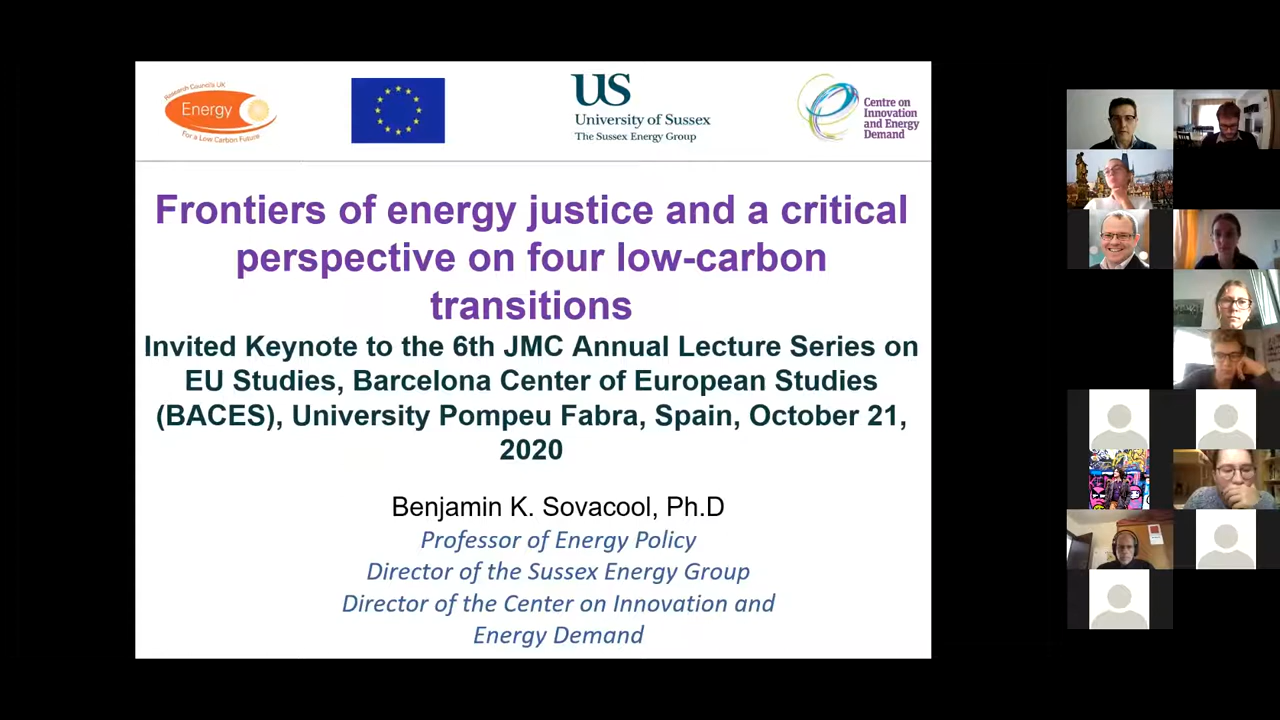 Research Councils UK
Energy
For a Low Carbon Future
US
University of Sussex
The Sussex Energy Group
Centre on
Innovation
and Energy
Demand
Frontiers of energy justice and a critical
perspective on four low-carbon
transitions
Invited Keynote to the 6th JMC Annual Lecture Series on
EU Studies, Barcelona Center of European Studies
(BACES), University Pompeu Fabra, Spain, October 21,
2020
Benjamin K. Sovacool, Ph.D
Professor of Energy Policy
Director of the Sussex Energy Group
Director of the Center on Innovation and
Energy Demand